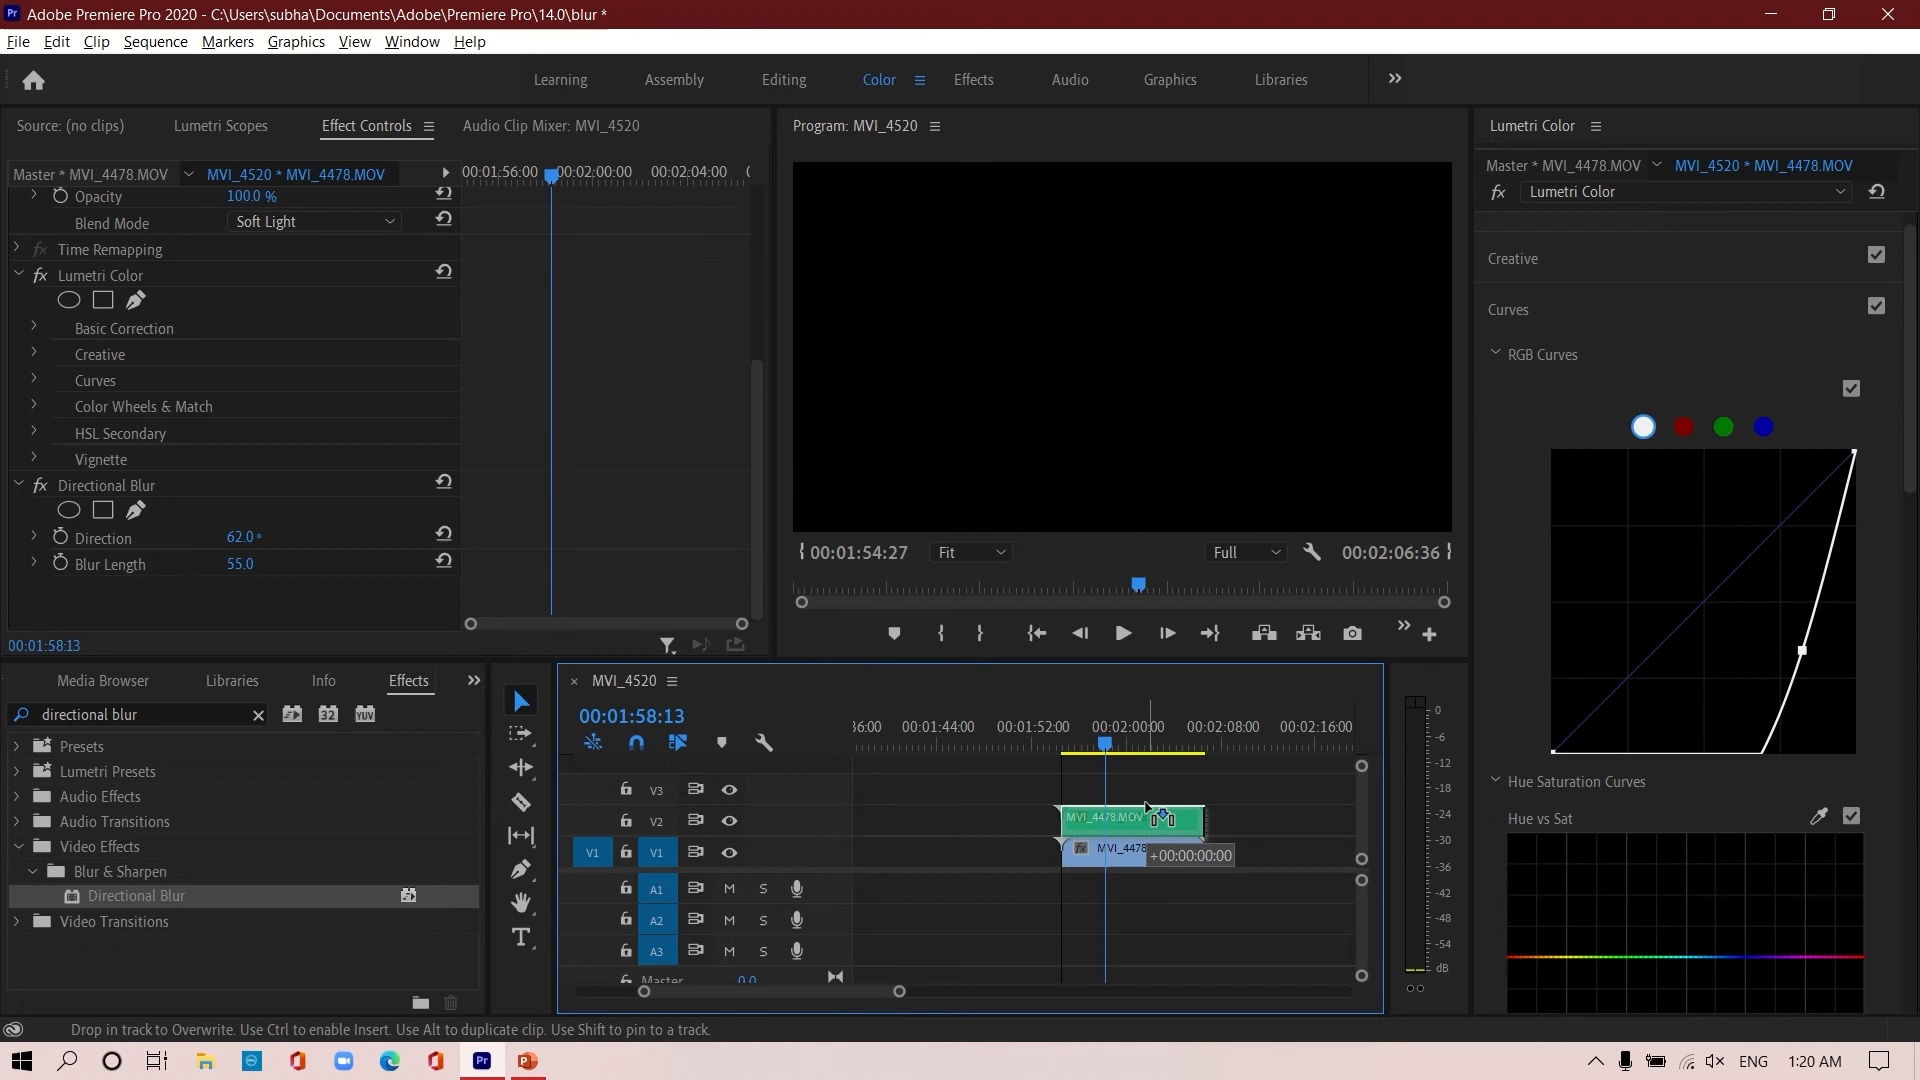 Adobe Premiere Pro 2020 - C:\Users\subha\Documents\Adobe\Premiere Pro\14.0\blur *
File Edit Clip Sequence Markers Graphics View Window Help
Learning Assembly Editing Color Effects Audio Graphics Libraries
Source: (no clips) Lumetri Scopes Effect Controls Audio Clip Mixer: MVI_4520
Master * MVI_4478.MOV MVI_4520 * MVI_4478.MOV 00:01:56:00 00:02:00:00 00:02:04:00
Opacity 100.0 %
Blend Mode Soft Light
Time Remapping
Lumetri Color
Basic Correction
Creative
Curves
Color Wheels & Match
HSL Secondary
Vignette
Directional Blur
Direction 62.0 °
Blur Length 55.0
00:01:58:13
Program: MVI_4520
00:01:54:27 Fit Full 00:02:06:36
Lumetri Color
Master * MVI_4478.MOV MVI_4520 * MVI_4478.MOV
fx Lumetri Color
Creative
Curves
RGB Curves
Hue Saturation Curves
Hue vs Sat
Media Browser Libraries Info Effects
directional blur 32 YUV
Presets
Lumetri Presets
Audio Effects
Audio Transitions
Video Effects
Blur & Sharpen
Directional Blur
Video Transitions
MVI_4520
00:01:58:13
36:00 00:01:44:00 00:01:52:00 00:02:00:00 00:02:08:00 00:02:16:00
V3
V2 MVI_4478.MOV
V1 V1 fx MVI_4478
+00:00:00:00
A1 M S
A2 M S
A3 M S
Master 0.0
0
-6
-12
-18
-24
-30
-36
-42
-48
-54
dB
Drop in track to Overwrite. Use Ctrl to enable Insert. Use Alt to duplicate clip. Use Shift to pin to a track.
ENG 1:20 AM